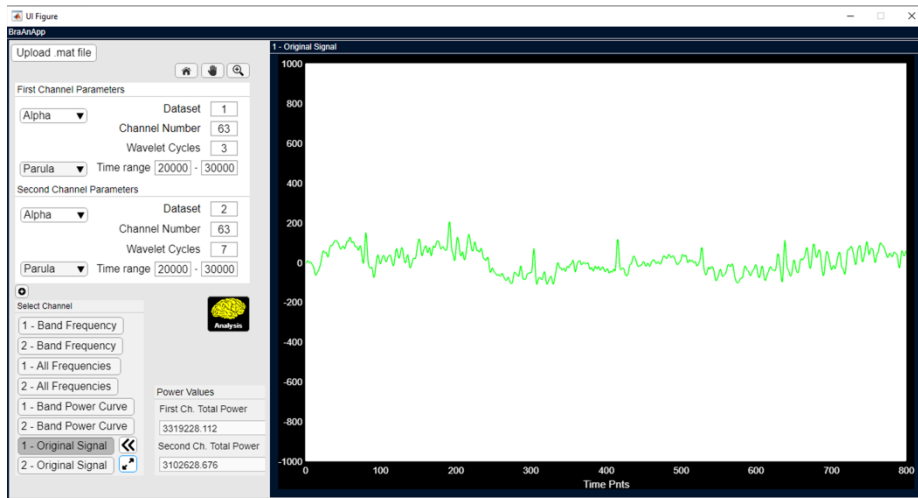 UI Figure
BraAnApp
Upload .mat file
First Channel Parameters
Alpha
Dataset 1
Channel Number 63
Wavelet Cycles 3
Parula Time range 20000 - 30000
Second Channel Parameters
Alpha
Dataset 2
Channel Number 63
Wavelet Cycles 7
Parula Time range 20000 - 30000
Select Channel
1 - Band Frequency
2 - Band Frequency
1 - All Frequencies
2 - All Frequencies
1 - Band Power Curve
2 - Band Power Curve
1 - Original Signal
2 - Original Signal
Analysis
Power Values
First Ch. Total Power
3319228.112
Second Ch. Total Power
3102628.676
1 - Original Signal
1000
800
600
400
200
0
-200
-400
-600
-800
-1000
0 100 200 300 400 500 600 700 800
Time Pnts